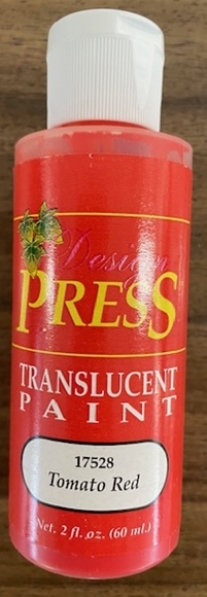 Design
PRESS
TRANSLUCENT
PAINT
17528
Tomato Red
Net. 2 fl. oz. (60 ml.)